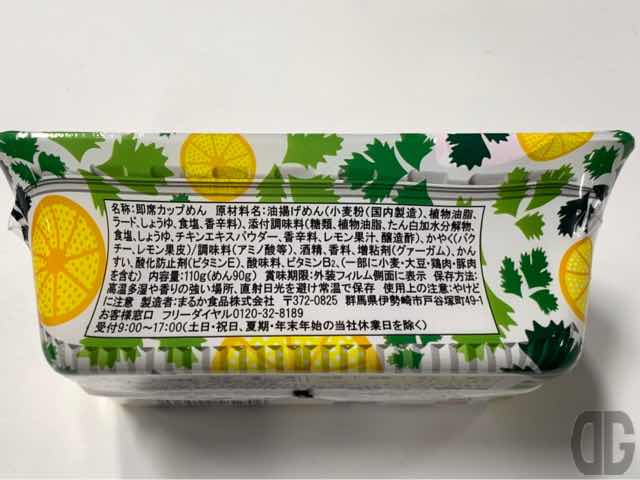 名称:即席カップめん 原材料名:油揚げめん(小麦粉(国内製造)、植物油脂、
ラード、しょうゆ、食塩、香辛料)、添付調味料(糖類、植物油脂、たん白加水分解物、
食塩、しょうゆ、チキンエキスパウダー、香辛料、レモン果汁、醸造酢)、かやく(パク
チー、レモン果皮)/調味料(アミノ酸等)、酒精、香料、増粘剤(グァーガム)、かん
すい、酸化防止剤(ビタミンE)、酸味料、ビタミンB2、(一部に小麦・大豆・鶏肉・豚肉
を含む) 内容量:110g(めん90g) 賞味期限:外装フィルム側面に表示 保存方法:
高温多湿や香りの強い場所、直射日光を避けて常温で保存 使用上の注意:やけど
に注意 製造者:まるか食品株式会社 〒372-0825 群馬県伊勢崎市戸谷塚町49-1
お客様窓口 フリーダイヤル0120-32-8189
受付9:00~17:00(土日・祝日、夏期・年末年始の当社休業日を除く)
DG